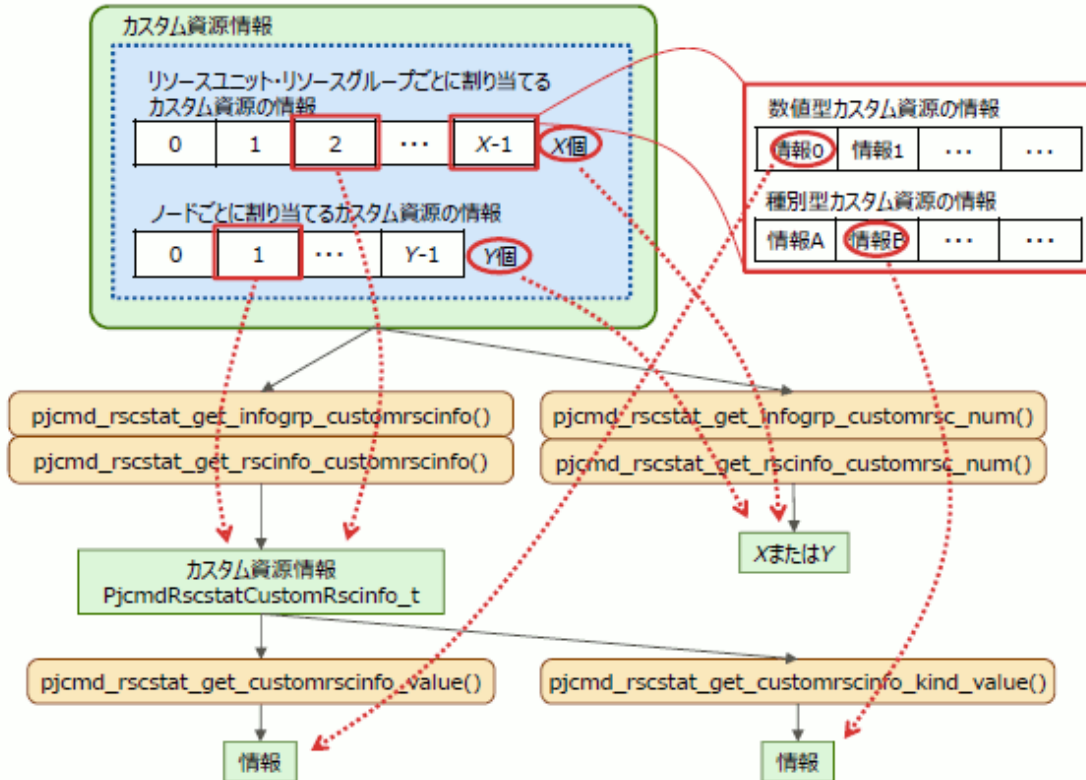 カスタム資源情報
リソースユニット・リソースグループごとに割り当てる
カスタム資源の情報
0 1 2 ・・・ X-1 X個
ノードごとに割り当てるカスタム資源の情報
0 1 ・・・ Y-1 Y個
数値型カスタム資源の情報
情報0 情報1 ・・・ ・・・
種別型カスタム資源の情報
情報A 情報B ・・・ ・・・
pjcmd_rscstat_get_infogrp_customrscinfo()
pjcmd_rscstat_get_rscinfo_customrscinfo()
pjcmd_rscstat_get_infogrp_customrsc_num()
pjcmd_rscstat_get_rscinfo_customrsc_num()
カスタム資源情報
PjcmdRscstatCustomRscinfo_t
XまたはY
pjcmd_rscstat_get_customrscinfo_value()
pjcmd_rscstat_get_customrscinfo_kind_value()
情報
情報